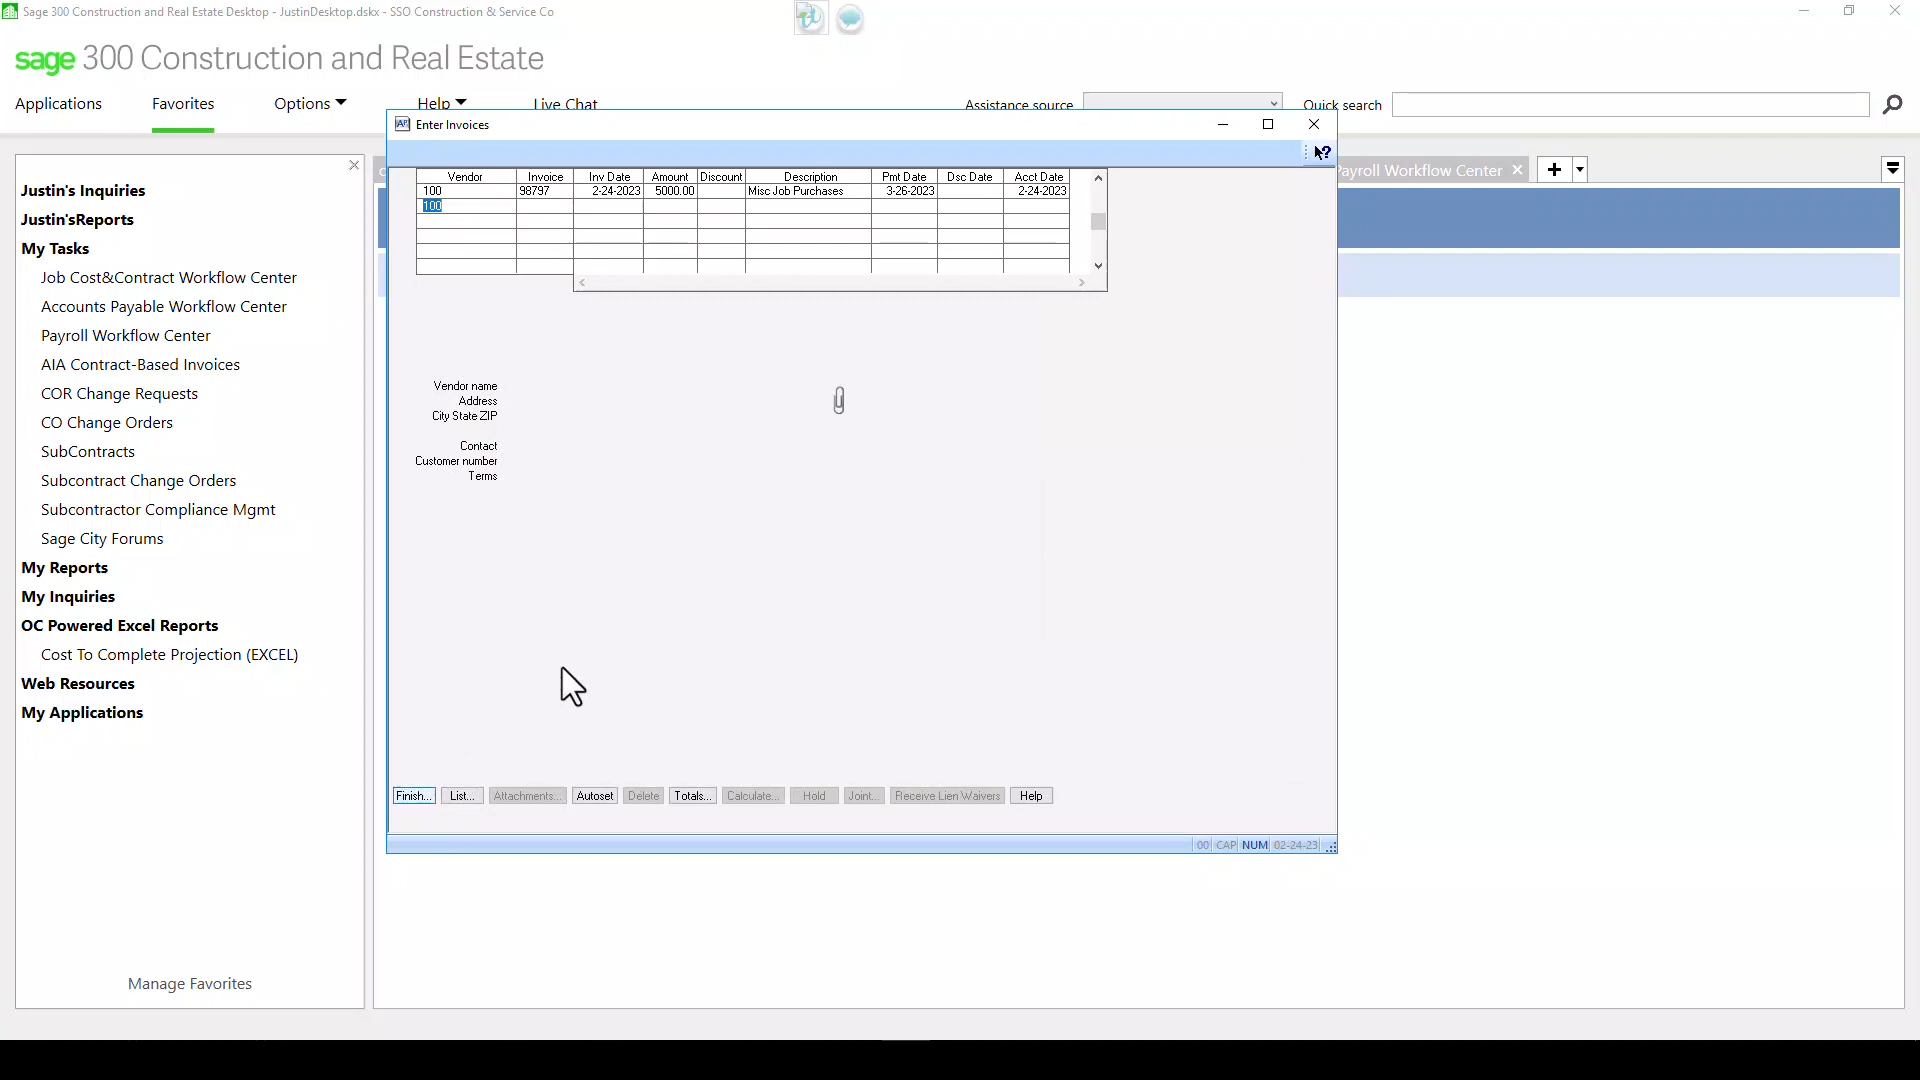 Sage 300 Construction and Real Estate Desktop - JustinDesktop.dskx - SSO Construction & Service Co
sage 300 Construction and Real Estate
Applications Favorites Options Help Live Chat Assistance source Quick search
Enter Invoices
Payroll Workflow Center
Justin's Inquiries
Justin'sReports
My Tasks
Job Cost&Contract Workflow Center
Accounts Payable Workflow Center
Payroll Workflow Center
AIA Contract-Based Invoices
COR Change Requests
CO Change Orders
SubContracts
Subcontract Change Orders
Subcontractor Compliance Mgmt
Sage City Forums
My Reports
My Inquiries
OC Powered Excel Reports
Cost To Complete Projection (EXCEL)
Web Resources
My Applications
Manage Favorites
Vendor Invoice Inv Date Amount Discount Description Pmt Date Dsc Date Acct Date
100 98797 2-24-2023 5000.00 Misc Job Purchases 3-26-2023 2-24-2023
100
Vendor name
Address
City State ZIP
Contact
Customer number
Terms
Finish... List... Attachments... Autoset Delete Totals... Calculate... Hold Joint... Receive Lien Waivers Help
00 CAP NUM 02-24-23